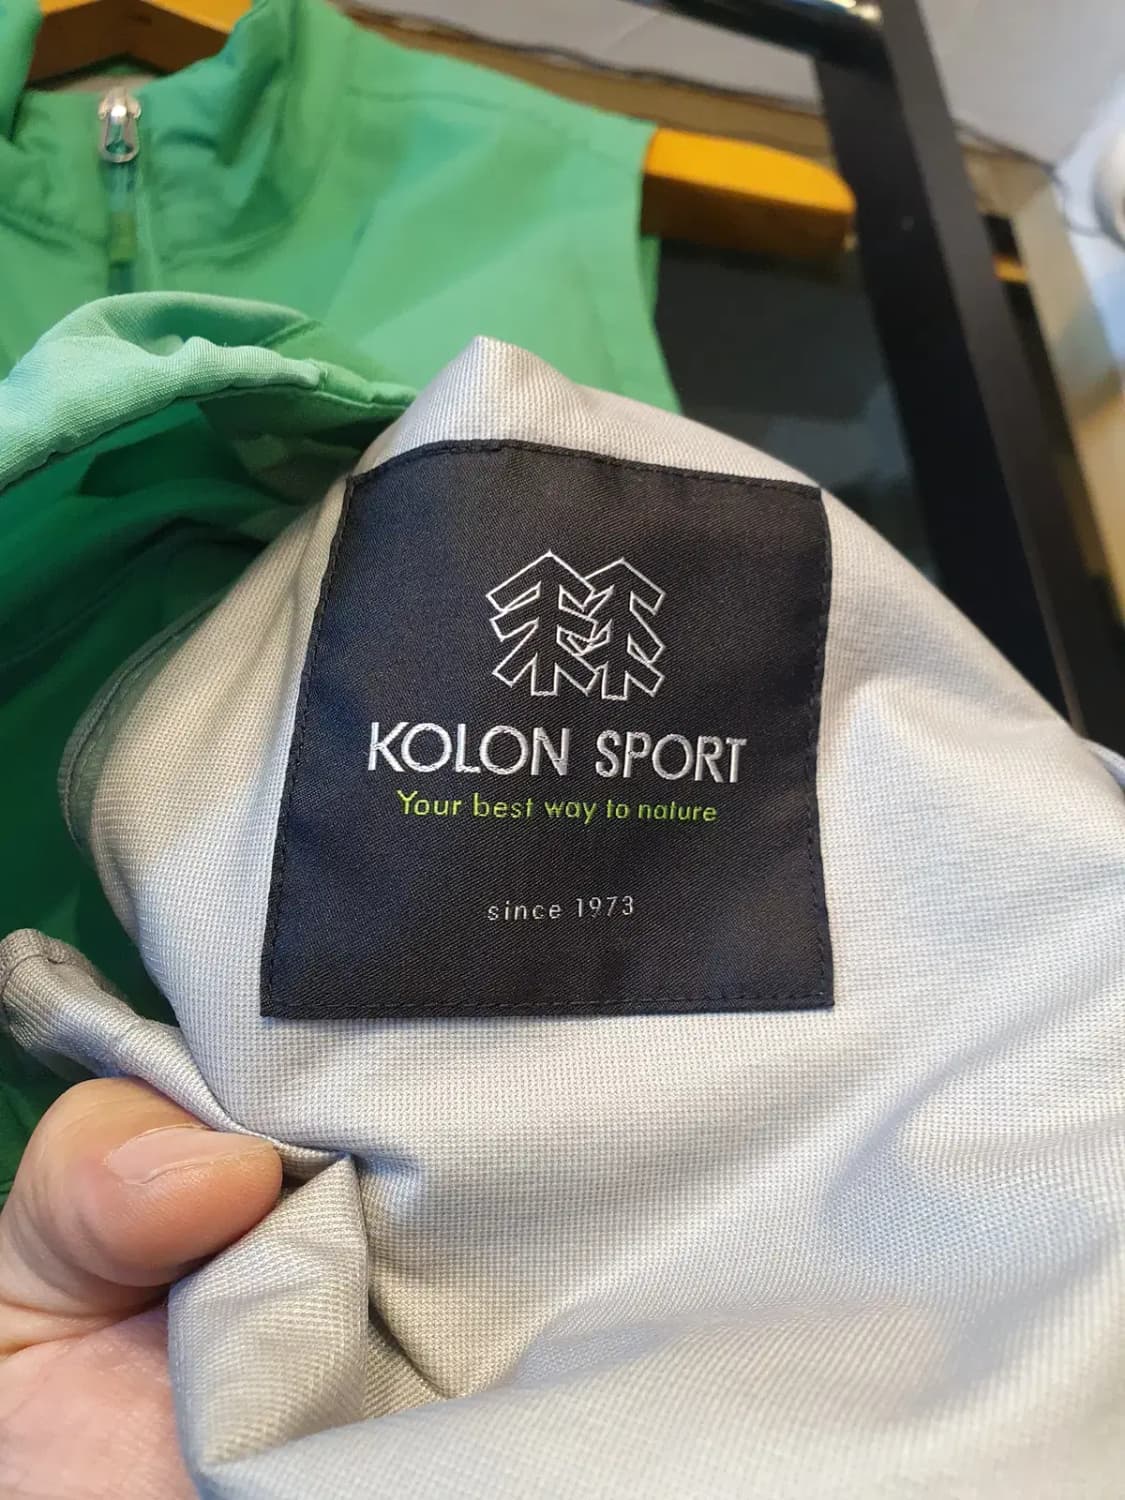 KOLON SPORT
Your best way to nature
since 1973